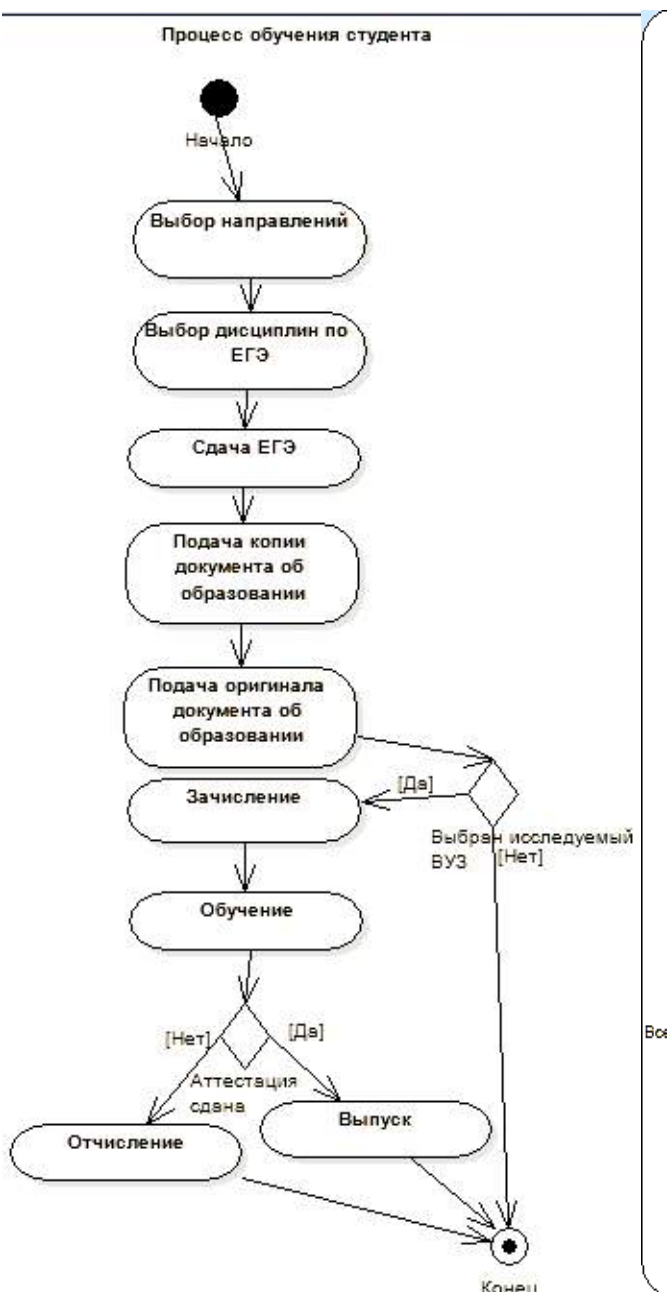 Процесс обучения студента
Начало
Выбор направлений
Выбор дисциплин по
ЕГЭ
Сдача ЕГЭ
Подача копии
документа об
образовании
Подача оригинала
документа об
образовании
Зачисление
[Да]
Выбран исследуемый
ВУЗ
[Нет]
Обучение
[Нет]
[Да]
Все
Аттестация
сдана
Выпуск
Отчисление
Конец